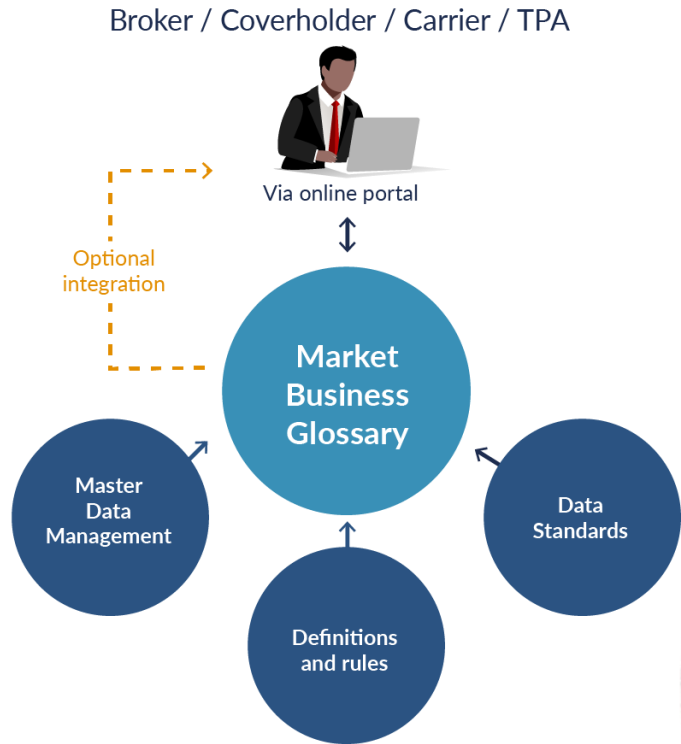 Broker / Coverholder / Carrier / TPA
Via online portal
Optional
integration
Market
Business
Glossary
Master
Data
Management
Data
Standards
Definitions
and rules